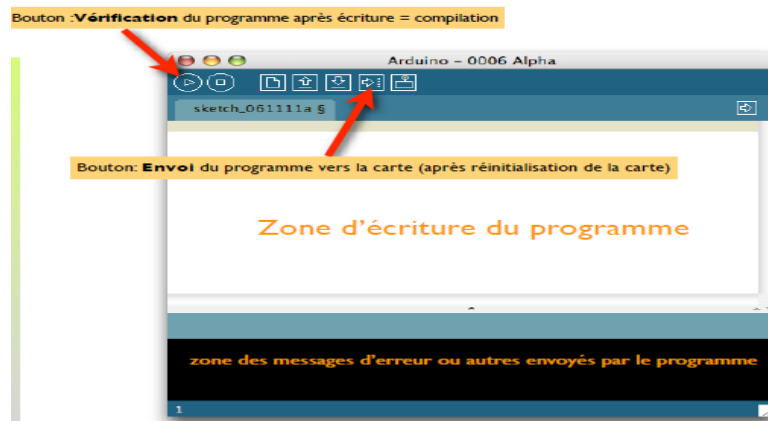 Bouton :Vérification du programme après écriture = compilation
Arduino – 0006 Alpha
sketch_061111a §
Bouton: Envoi du programme vers la carte (après réinitialisation de la carte)
Zone d'écriture du programme
zone des messages d'erreur ou autres envoyés par le programme
1